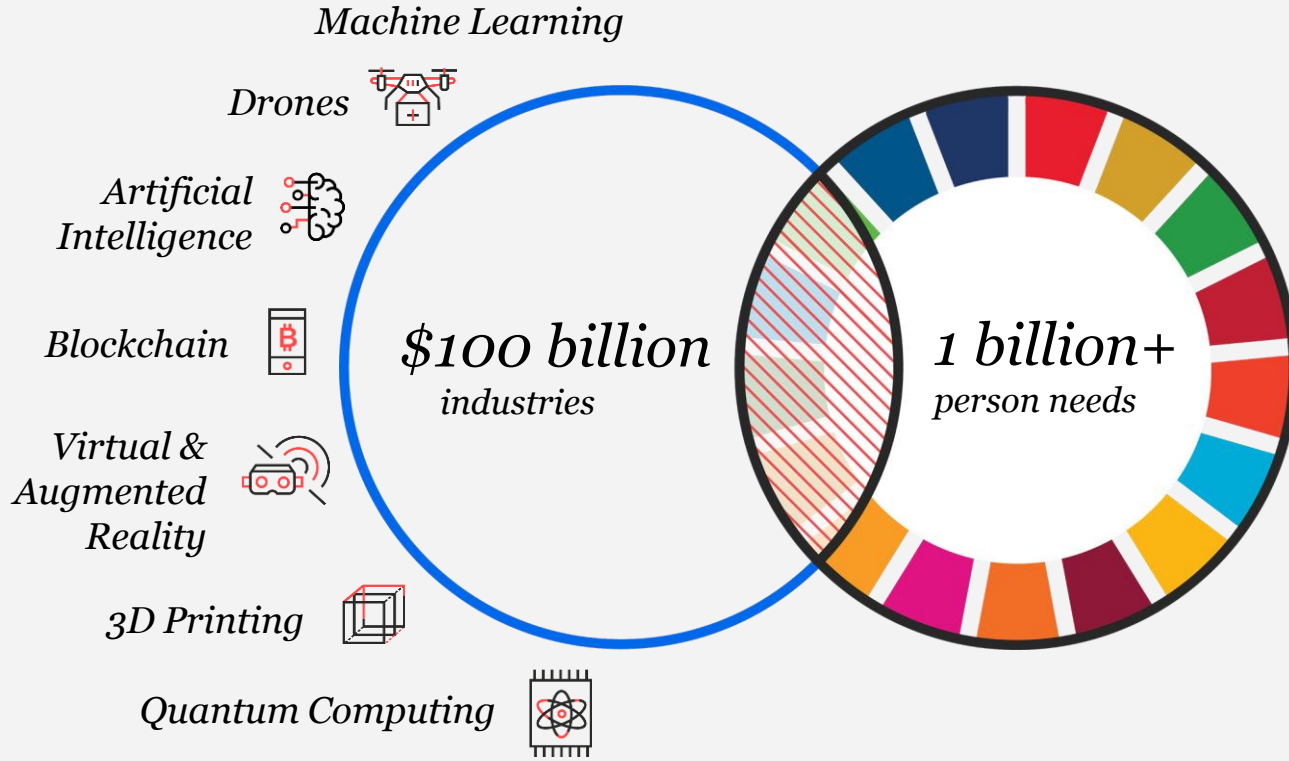 Machine Learning
Drones
Artificial
Intelligence
Blockchain
Virtual &
Augmented
Reality
3D Printing
Quantum Computing
$100 billion
industries
1 billion+
person needs